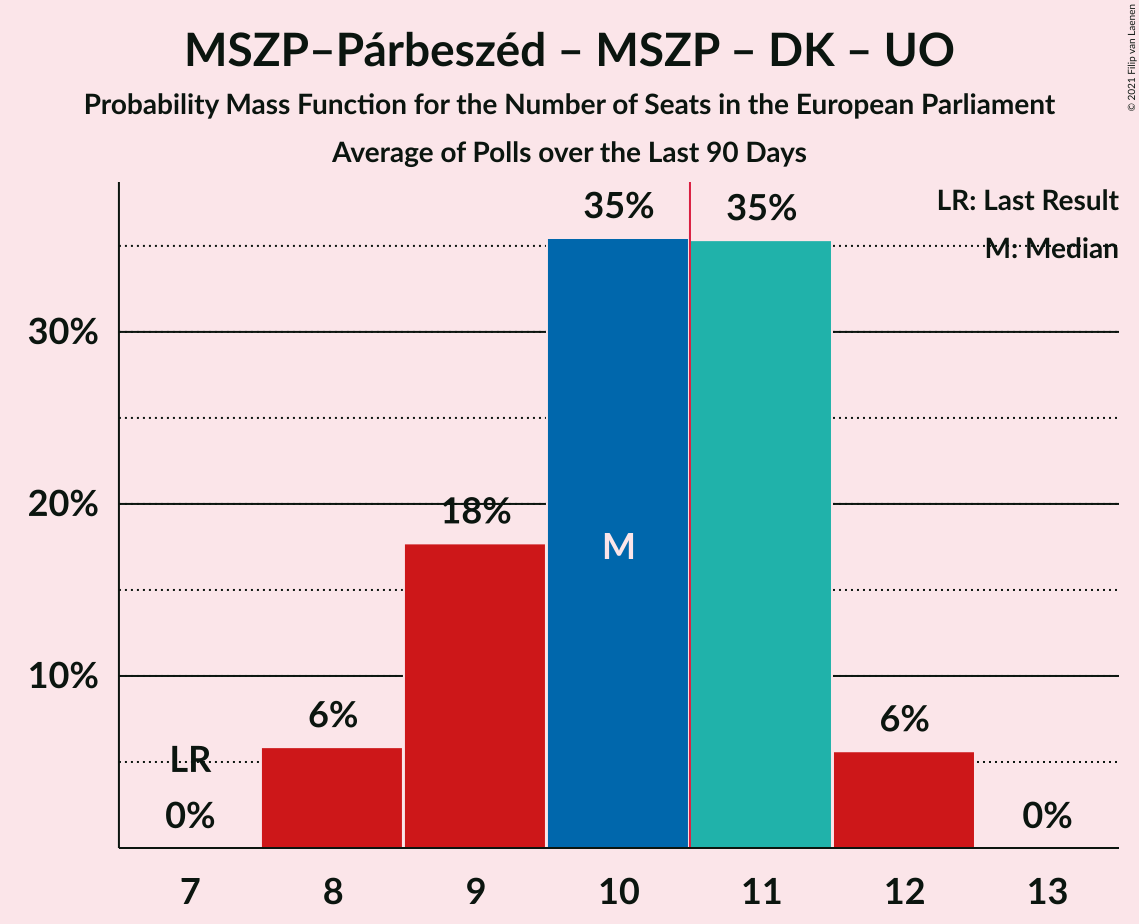 MSZP–Párbeszéd – MSZP – DK – UO
Probability Mass Function for the Number of Seats in the European Parliament
Average of Polls over the Last 90 Days
© 2021 Filip van Laenen
LR: Last Result
M: Median
35%
35%
30%
20%
18%
M
10%
6%
6%
LR
0%
0%
7
8
9
10
11
12
13